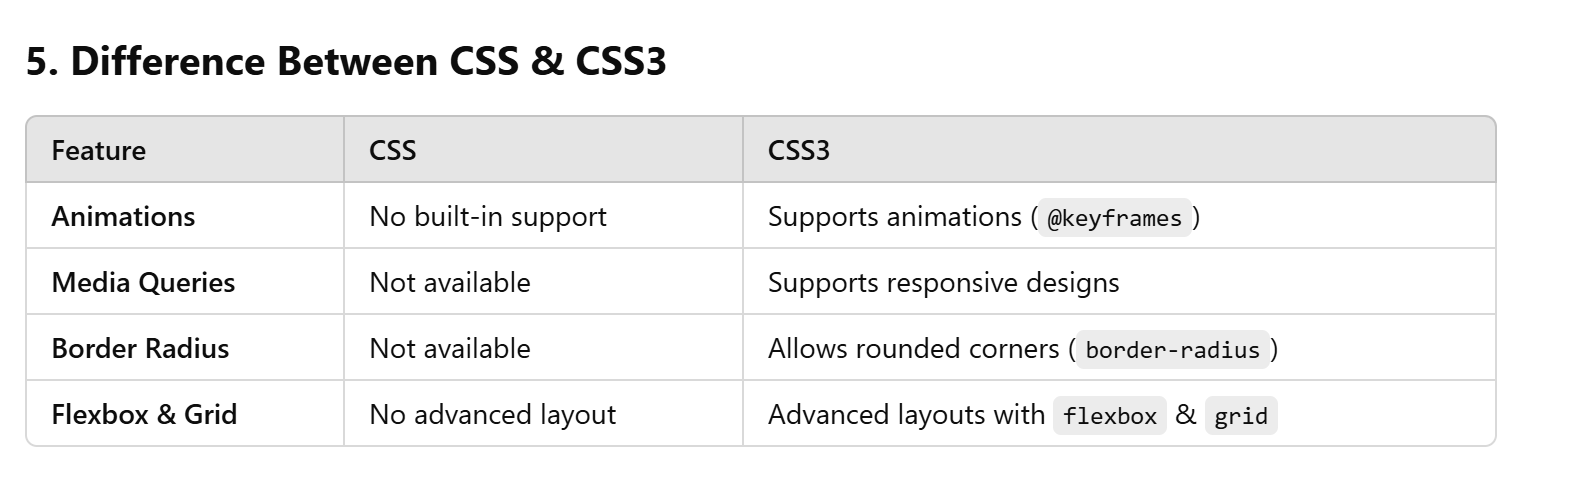 5. Difference Between CSS & CSS3
Feature CSS CSS3
Animations No built-in support Supports animations (@keyframes)
Media Queries Not available Supports responsive designs
Border Radius Not available Allows rounded corners (border-radius)
Flexbox & Grid No advanced layout Advanced layouts with flexbox & grid